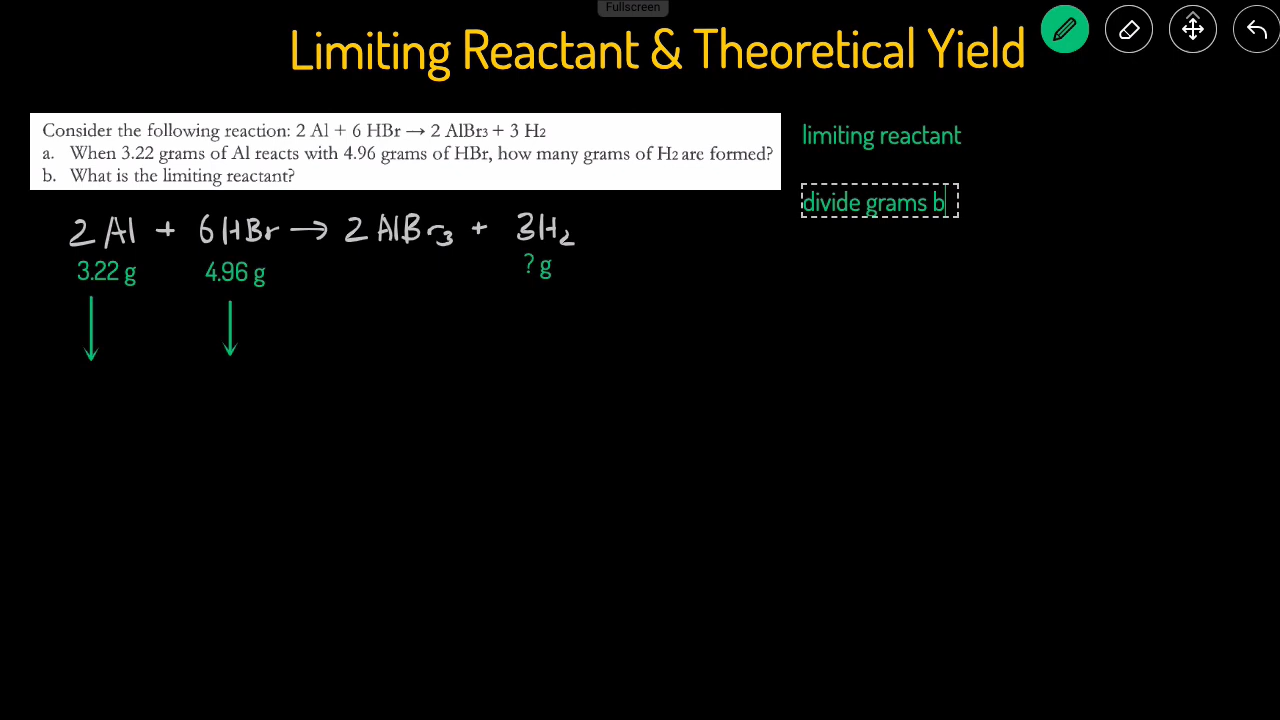 Fullscreen
Limiting Reactant & Theoretical Yield
Consider the following reaction: 2 Al + 6 HBr → 2 AlBr3 + 3 H2
a. When 3.22 grams of Al reacts with 4.96 grams of HBr, how many grams of H2 are formed?
b. What is the limiting reactant?
limiting reactant
divide grams b
2 Al + 6 HBr → 2 AlBr3 + 3H2
3.22 g 4.96 g ? g